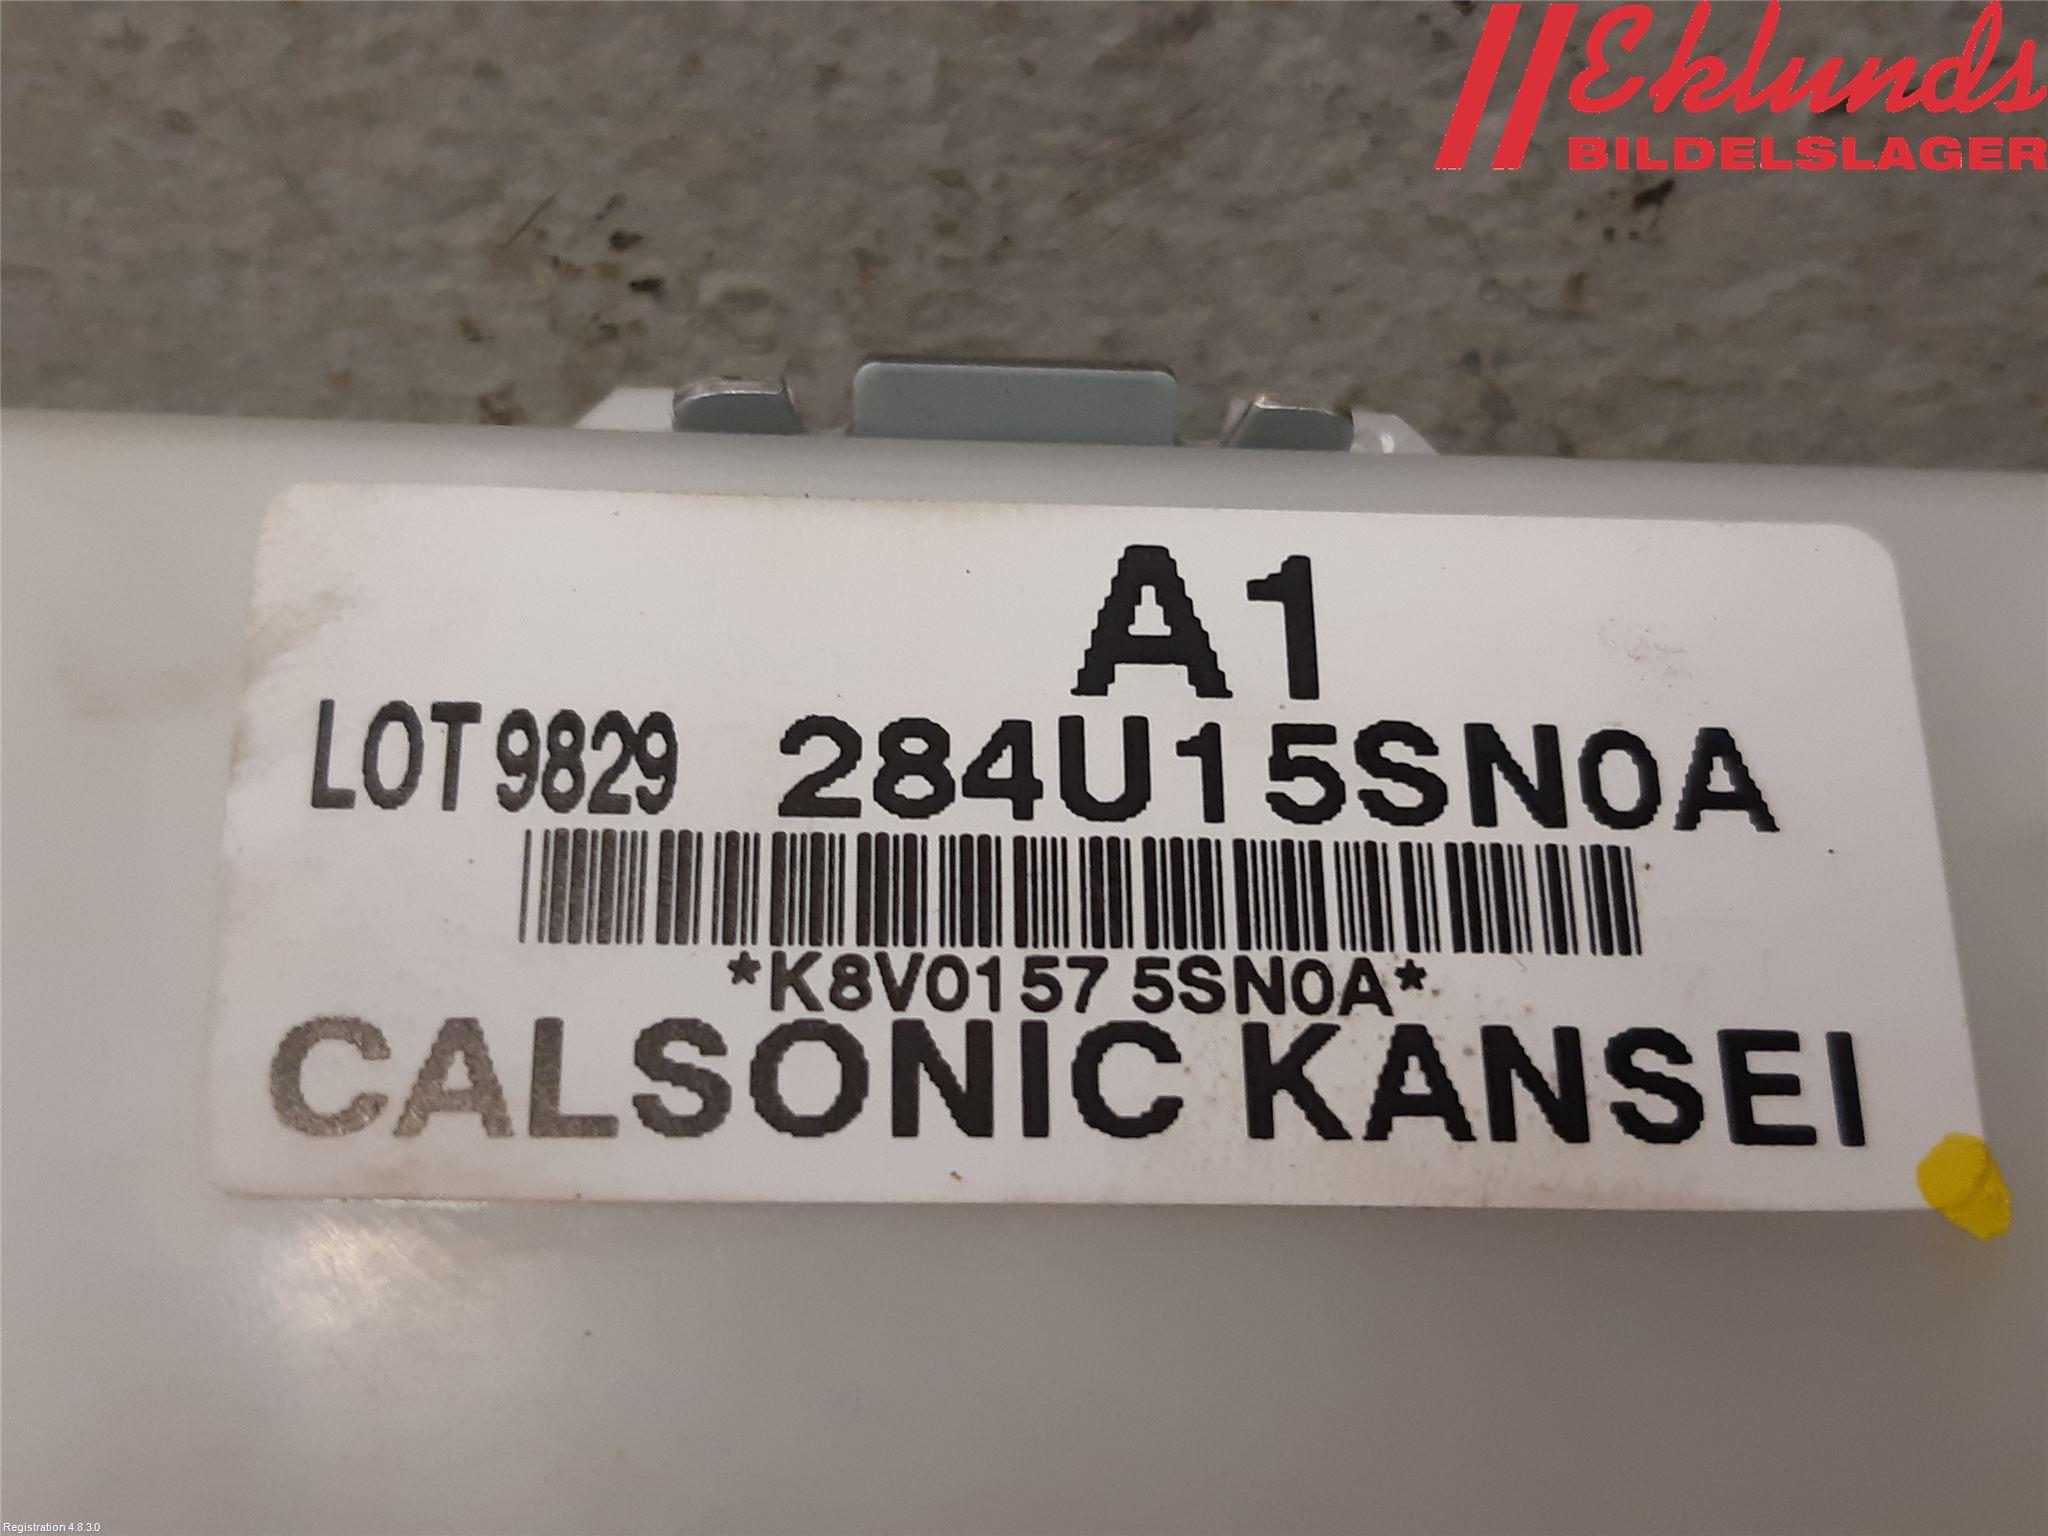 Eklunds
BILDELSLAGER
A1
LOT 9829 284U15SN0A
*K8V0157 5SN0A*
CALSONIC KANSEI
Registration 4.8.3.0